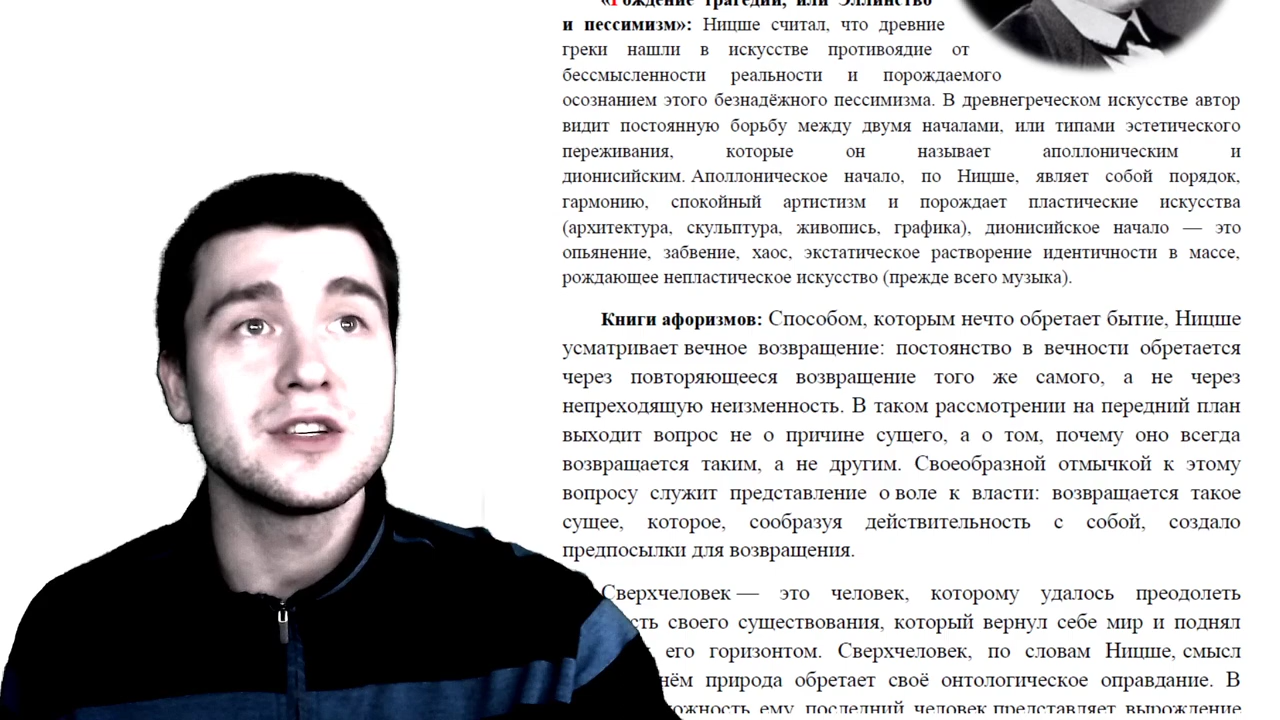 «Рождение трагедии, или Эллинство
и пессимизм»: Ницше считал, что древние
греки нашли в искусстве противоядие от
бессмысленности реальности и порождаемого
осознанием этого безнадёжного пессимизма. В древнегреческом искусстве автор
видит постоянную борьбу между двумя началами, или типами эстетического
переживания, которые он называет аполлоническим и
дионисийским. Аполлоническое начало, по Ницше, являет собой порядок,
гармонию, спокойный артистизм и порождает пластические искусства
(архитектура, скульптура, живопись, графика), дионисийское начало — это
опьянение, забвение, хаос, экстатическое растворение идентичности в массе,
рождающее непластическое искусство (прежде всего музыка).
Книги афоризмов: Способом, которым нечто обретает бытие, Ницше
усматривает вечное возвращение: постоянство в вечности обретается
через повторяющееся возвращение того же самого, а не через
непреходящую неизменность. В таком рассмотрении на передний план
выходит вопрос не о причине сущего, а о том, почему оно всегда
возвращается таким, а не другим. Своеобразной отмычкой к этому
вопросу служит представление о воле к власти: возвращается такое
сущее, которое, сообразуя действительность с собой, создало
предпосылки для возвращения.
Сверхчеловек — это человек, которому удалось преодолеть
своего существования, который вернул себе мир и поднял
его горизонтом. Сверхчеловек, по словам Ницше, смысл
нём природа обретает своё онтологическое оправдание. В
ему, последний человек представляет вырождение